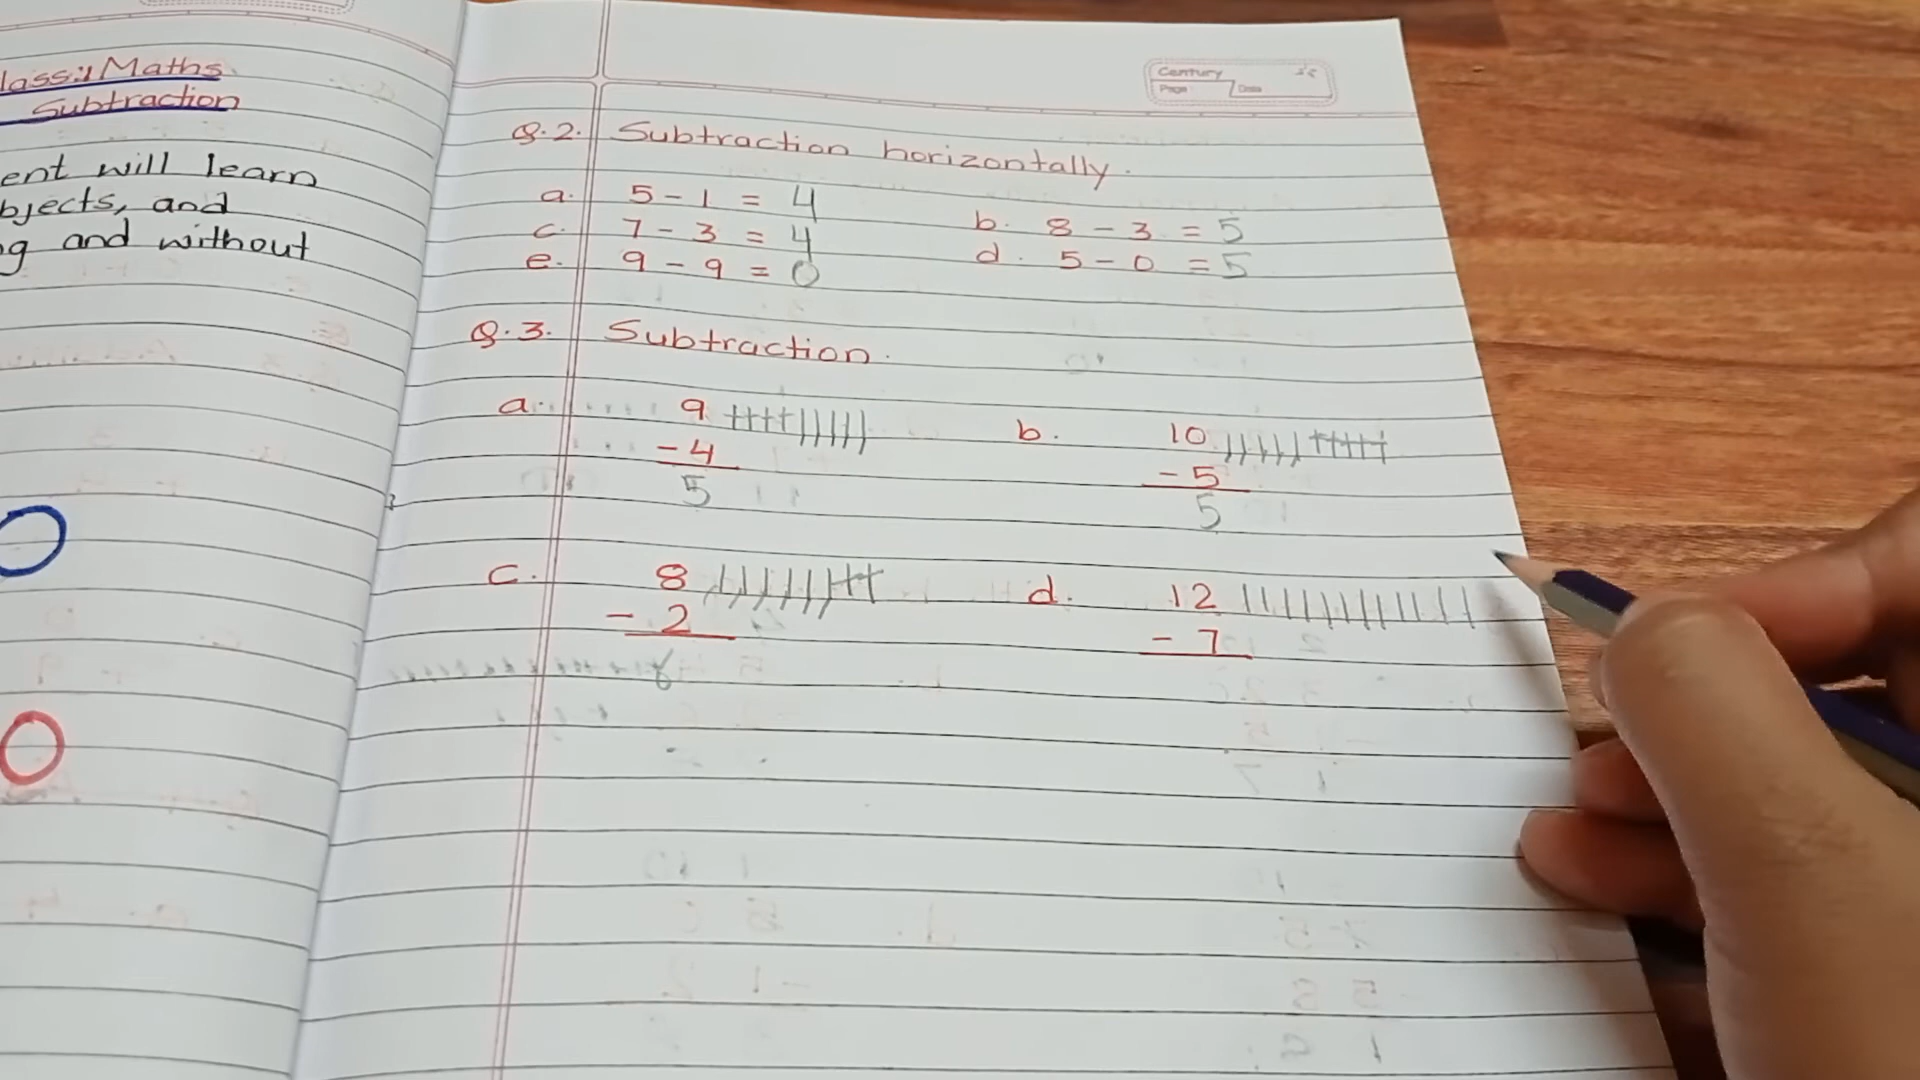 lass:1 Maths
Subtraction
ent will learn
bjects, and
g and without
Century
Page Date
Q.2. Subtraction horizontally.
a. 5 - 1 = 4
b. 8 - 3 = 5
c. 7 - 3 = 4
d. 5 - 0 = 5
e. 9 - 9 = 0
Q.3. Subtraction.
a. 9
- 4
5
b. 10
- 5
5
c. 8
- 2
6
d. 12
- 7